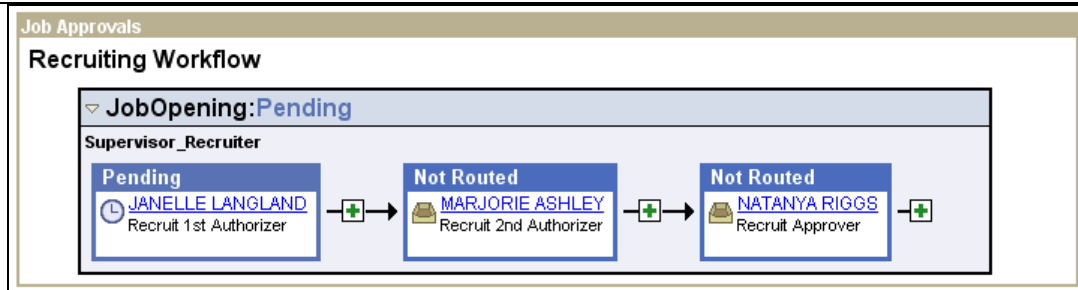 Job Approvals
Recruiting Workflow
JobOpening:Pending
Supervisor_Recruiter
Pending
JANELLE LANGLAND
Recruit 1st Authorizer
Not Routed
MARJORIE ASHLEY
Recruit 2nd Authorizer
Not Routed
NATANYA RIGGS
Recruit Approver